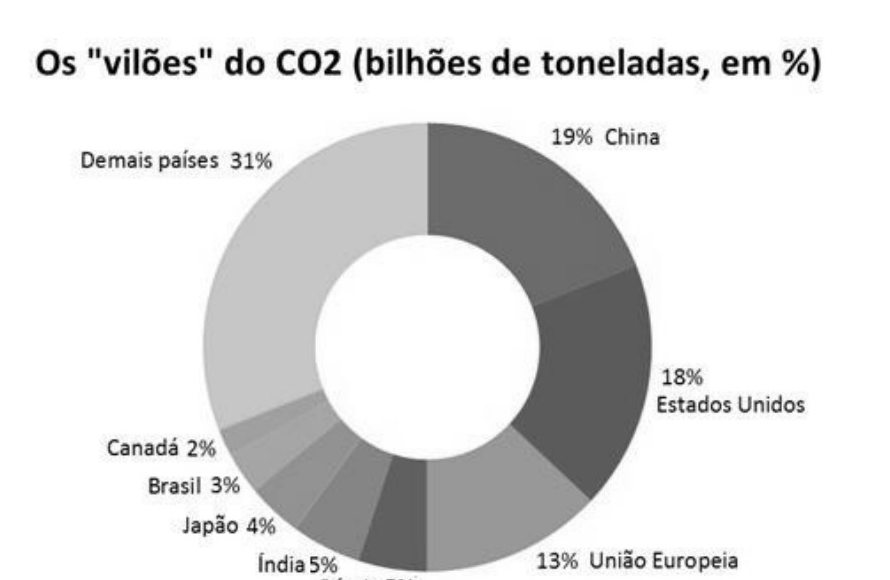 Os "vilões" do CO2 (bilhões de toneladas, em %)
19% China
Demais países 31%
18%
Estados Unidos
Canadá 2%
Brasil 3%
Japão 4%
Índia 5%
13% União Europeia